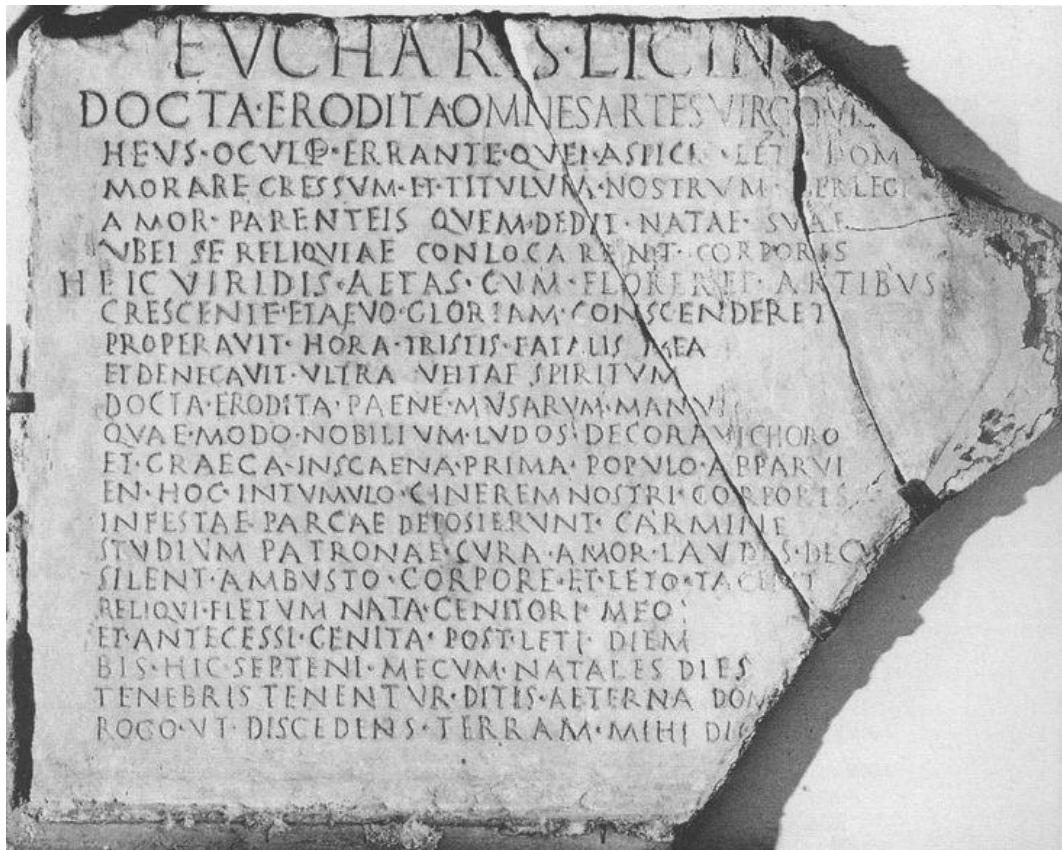 EVCHARIS·LICIN
DOCTA·ERODITA·OMNES ARTES VIRGO
HEVS·OCVLO·ERRANTE·QVEI·ASPICIS·LETI·DOM
MORARE GRESSVM·ET·TITVLVM·NOSTRVM·PERLEGE
AMOR·PARENTEIS QVEM·DEDIT·NATAE·SVAE
VBEI SE RELIQVIAE CONLOCARENT·CORPORIS
HEIC VIRIDIS·AETAS·CVM·FLORERET·ARTIBVS
CRESCENTE·ET AEVO·GLORIAM·CONSCENDERET
PROPERAVIT·HORA·TRISTIS·FATALIS MEA
ET DENEGAVIT·VLTRA VEITAE SPIRITVM
DOCTA·ERODITA·PAENE·MVSARVM·MANV
QVAE·MODO·NOBILIVM·LVDOS·DECORAVI CHORO
ET·GRAECA·IN SCAENA·PRIMA·POPVLO·APPARVI
EN·HOC·IN TVMVLO·CINEREM NOSTRI·CORPORIS
INFESTAE·PARCAE DEPOSIERVNT·CARMINE
STVDIVM PATRONAE·CVRA·AMOR·LAVDES·DECVS
SILENT·AMBVSTO·CORPORE·ET·LETO·TACENT
RELIQVI·FLETVM NATA·GENITORI·MEO
ET·ANTECESSI·GENITA·POST·LETI·DIEM
BIS·HIC·SEPTENI·MECVM·NATALES DIES
TENEBRIS TENENTVR·DITIS·AETERNA DOM
ROGO·VT·DISCEDENS·TERRAM·MIHI DIC